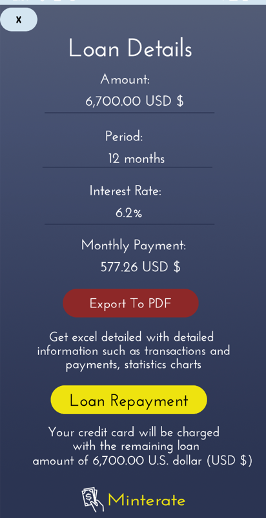 x
Loan Details
Amount:
6,700.00 USD $
Period:
12 months
Interest Rate:
6.2%
Monthly Payment:
577.26 USD $
Export To PDF
Get excel detailed with detailed
information such as transactions and
payments, statistics charts
Loan Repayment
Your credit card will be charged
with the remaining loan
amount of 6,700.00 U.S. dollar (USD $)
Minterate